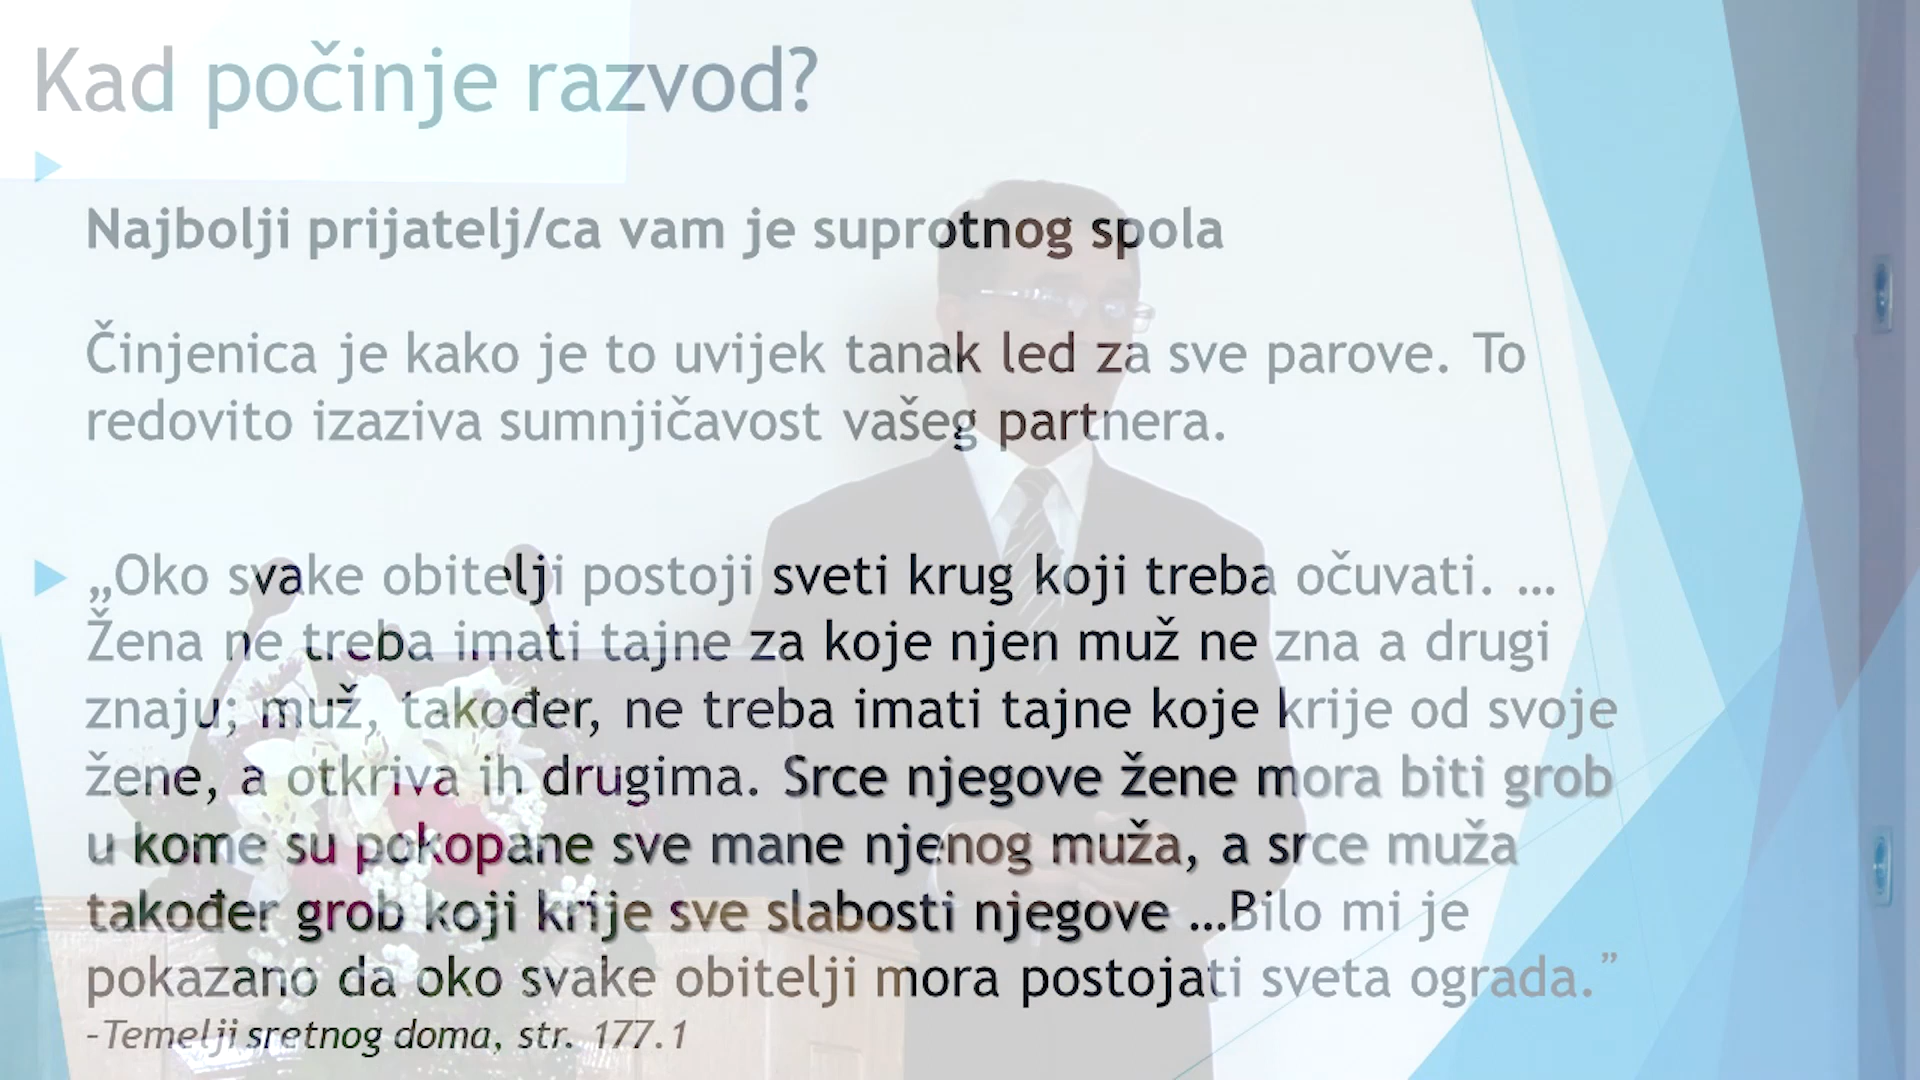 Kad počinje razvod?
Najbolji prijatelj/ca vam je suprotnog spola
Činjenica je kako je to uvijek tanak led za sve parove. To
redovito izaziva sumnjičavost vašeg partnera.
„Oko svake obitelji postoji sveti krug koji treba očuvati. …
Žena ne treba imati tajne za koje njen muž ne zna a drugi
znaju; muž, također, ne treba imati tajne koje krije od svoje
žene, a otkriva ih drugima. Srce njegove žene mora biti grob
u kome su pokopane sve mane njenog muža, a srce muža
također grob koji krije sve slabosti njegove …Bilo mi je
pokazano da oko svake obitelji mora postojati sveta ograda.”
-Temelji sretnog doma, str. 177.1